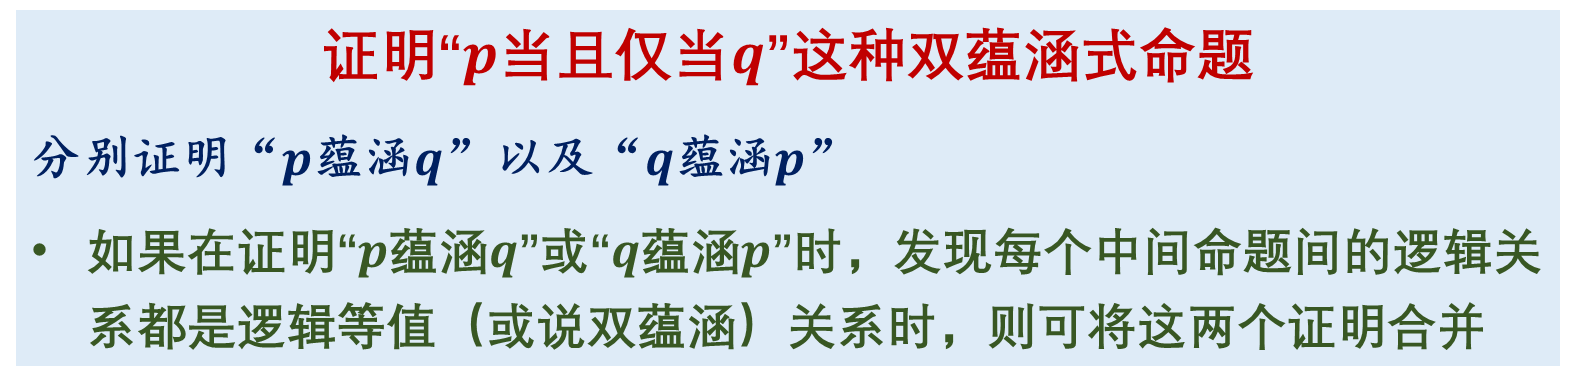 证明“p当且仅当q”这种双蕴涵式命题
分别证明“p蕴涵q”以及“q蕴涵p”
• 如果在证明“p蕴涵q”或“q蕴涵p”时，发现每个中间命题间的逻辑关
系都是逻辑等值（或说双蕴涵）关系时，则可将这两个证明合并